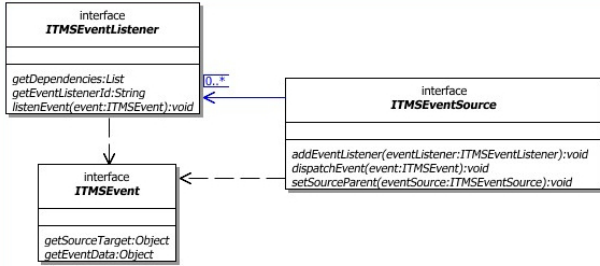 interface
ITMSEventListener
getDependencies:List
getEventListenerId:String
listenEvent(event:ITMSEvent):void
0..*
interface
ITMSEventSource
addEventListener(eventListener:ITMSEventListener):void
dispatchEvent(event:ITMSEvent):void
setSourceParent(eventSource:ITMSEventSource):void
interface
ITMSEvent
getSourceTarget:Object
getEventData:Object